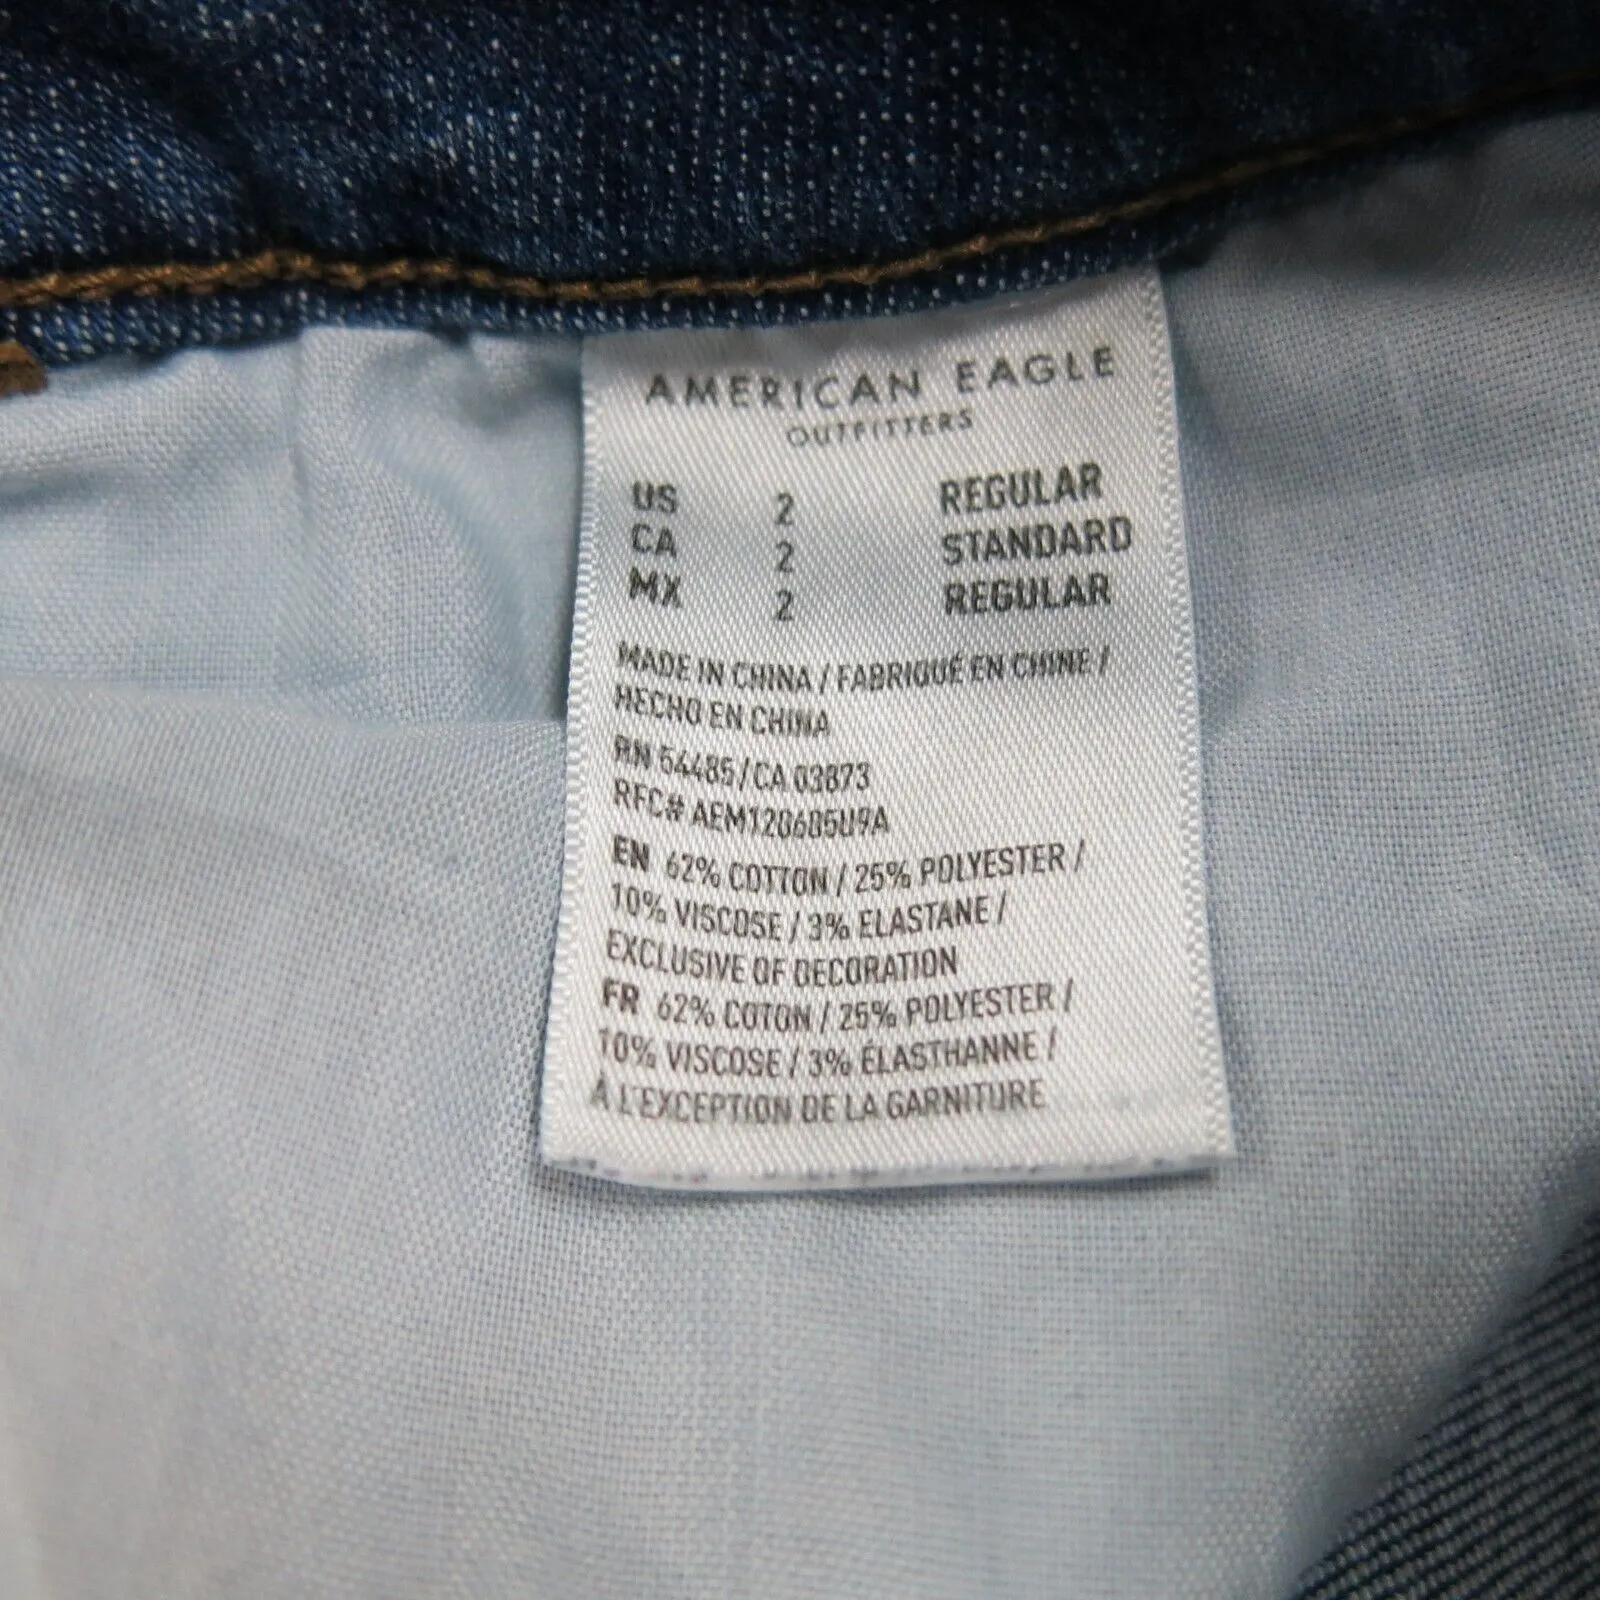 AMERICAN EAGLE
OUTFITTERS
US 2 REGULAR
CA 2 STANDARD
MX 2 REGULAR
MADE IN CHINA / FABRIQUÉ EN CHINE /
HECHO EN CHINA
RN 54485/CA 03873
RFC# AEM120605U9A
EN 62% COTTON / 25% POLYESTER /
10% VISCOSE / 3% ELASTANE /
EXCLUSIVE OF DECORATION
FR 62% COTON / 25% POLYESTER /
10% VISCOSE / 3% ÉLASTHANNE /
À L'EXCEPTION DE LA GARNITURE